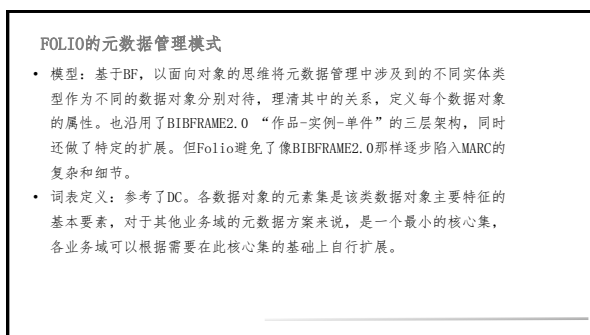 FOLIO的元数据管理模式
• 模型：基于BF，以面向对象的思维将元数据管理中涉及到的不同实体类
型作为不同的数据对象分别对待，理清其中的关系，定义每个数据对象
的属性。也沿用了BIBFRAME2.0 “作品-实例-单件”的三层架构，同时
还做了特定的扩展。但Folio避免了像BIBFRAME2.0那样逐步陷入MARC的
复杂和细节。
• 词表定义：参考了DC。各数据对象的元素集是该类数据对象主要特征的
基本要素，对于其他业务域的元数据方案来说，是一个最小的核心集，
各业务域可以根据需要在此核心集的基础上自行扩展。